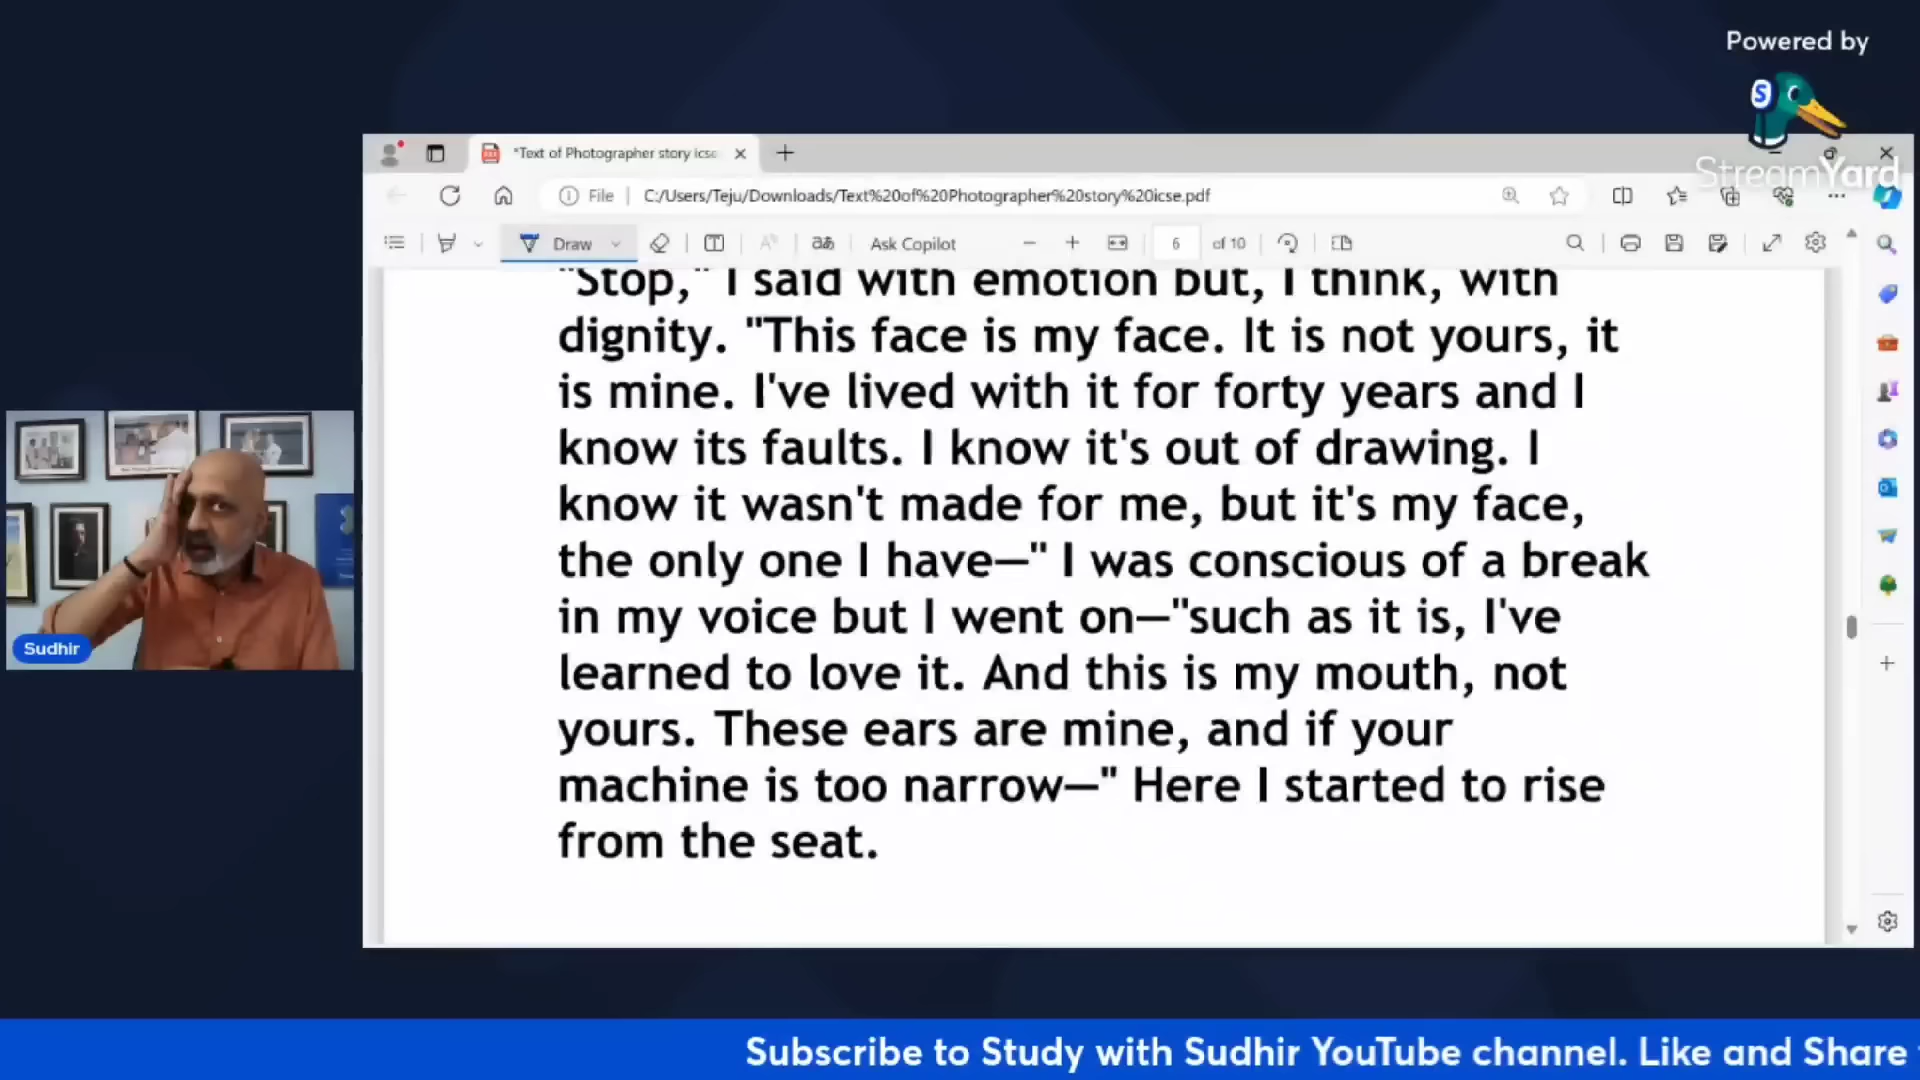 Powered by
StreamYard
*Text of Photographer story icse
File
C:/Users/Teju/Downloads/Text%20of%20Photographer%20story%20icse.pdf
Draw
Ask Copilot
6
of 10
"Stop," I said with emotion but, I think, with
dignity. "This face is my face. It is not yours, it
is mine. I've lived with it for forty years and I
know its faults. I know it's out of drawing. I
know it wasn't made for me, but it's my face,
the only one I have—" I was conscious of a break
in my voice but I went on—"such as it is, I've
learned to love it. And this is my mouth, not
yours. These ears are mine, and if your
machine is too narrow—" Here I started to rise
from the seat.
Sudhir
Subscribe to Study with Sudhir YouTube channel. Like and Share